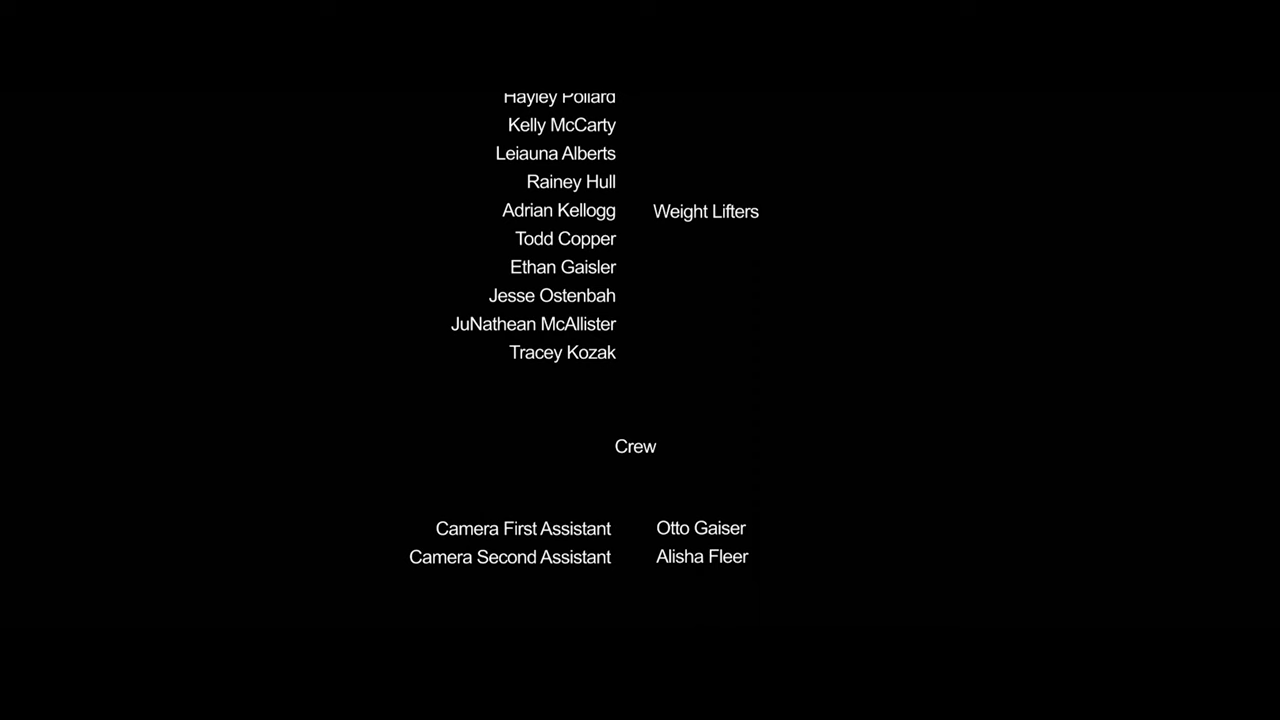 Hayley Pollard
Kelly McCarty
Leiauna Alberts
Rainey Hull
Adrian Kellogg Weight Lifters
Todd Copper
Ethan Gaisler
Jesse Ostenbah
JuNathean McAllister
Tracey Kozak
Crew
Camera First Assistant Otto Gaiser
Camera Second Assistant Alisha Fleer